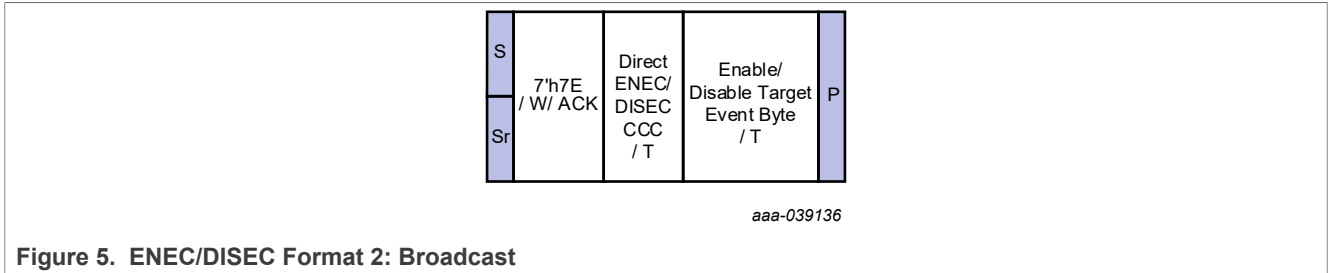 S
Sr
7'h7E
/ W/ ACK
Direct
ENEC/
DISEC
CCC
/ T
Enable/
Disable Target
Event Byte
/ T
P
aaa-039136
Figure 5. ENEC/DISEC Format 2: Broadcast